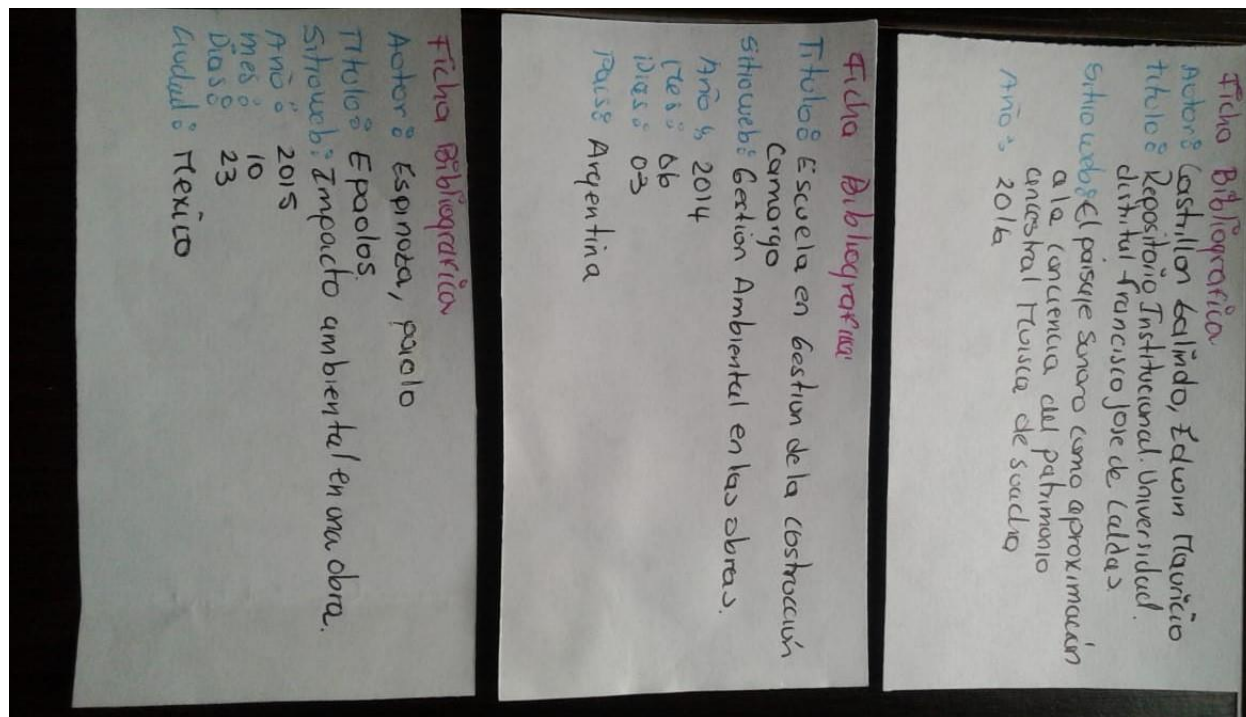 Ficha Bibliografica
Autor: Castrillon Galindo, Edwin Mauricio
titulo: Repositorio Institucional. Universidad
distritul francisco jose de Caldas.
Sitio web: El paisaje sonoro como aproximación
a la conciencia del patrimonio
ancestral Muisca de suacha
Año: 2016
Ficha Bibliografica
Titulo: Escuela en Gestion de la costrucción
Camargo
sitio web: Gestion Ambiental en las obras.
Año: 2014
Mes: 06
Dias: 03
Pais: Argentina
Ficha Bibliografica
Autor: Espinoza, paolo
Titulo: Epaolos.
Sitio web: Impacto ambiental en una obra.
Año: 2015
mes: 10
Dias: 23
Ciudad: Mexico